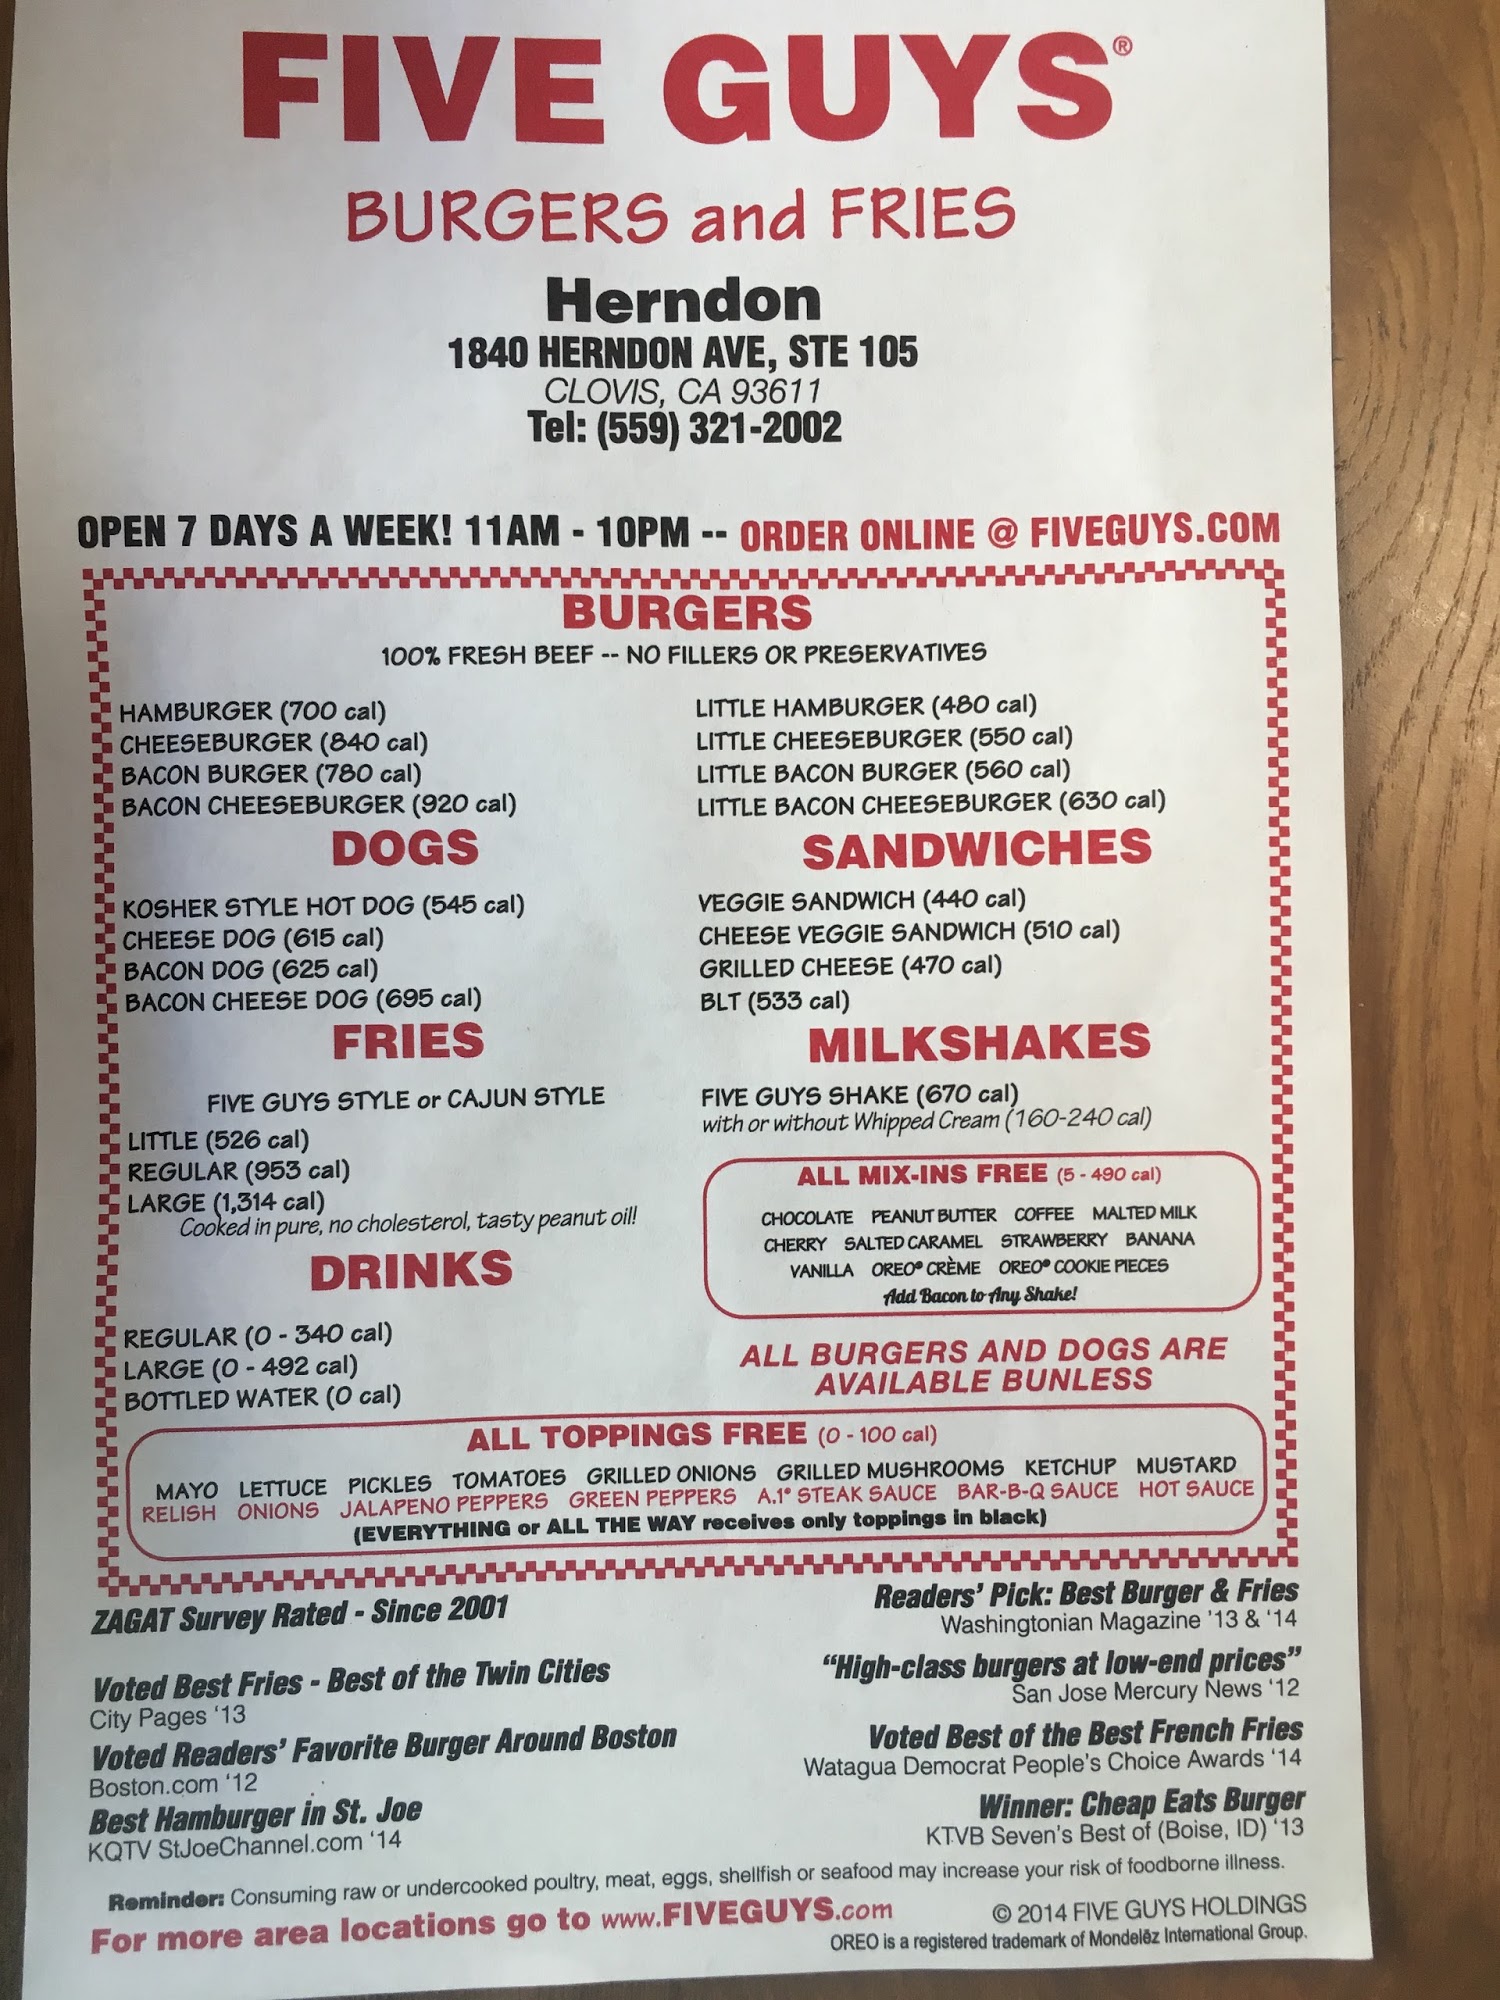 FIVE GUYS®
BURGERS and FRIES
Herndon
1840 HERNDON AVE, STE 105
CLOVIS, CA 93611
Tel: (559) 321-2002
OPEN 7 DAYS A WEEK! 11AM - 10PM -- ORDER ONLINE @ FIVEGUYS.COM
BURGERS
100% FRESH BEEF -- NO FILLERS OR PRESERVATIVES
HAMBURGER (700 cal)
CHEESEBURGER (840 cal)
BACON BURGER (780 cal)
BACON CHEESEBURGER (920 cal)
LITTLE HAMBURGER (480 cal)
LITTLE CHEESEBURGER (550 cal)
LITTLE BACON BURGER (560 cal)
LITTLE BACON CHEESEBURGER (630 cal)
DOGS
KOSHER STYLE HOT DOG (545 cal)
CHEESE DOG (615 cal)
BACON DOG (625 cal)
BACON CHEESE DOG (695 cal)
SANDWICHES
VEGGIE SANDWICH (440 cal)
CHEESE VEGGIE SANDWICH (510 cal)
GRILLED CHEESE (470 cal)
BLT (533 cal)
FRIES
FIVE GUYS STYLE or CAJUN STYLE
LITTLE (526 cal)
REGULAR (953 cal)
LARGE (1,314 cal)
Cooked in pure, no cholesterol, tasty peanut oil!
MILKSHAKES
FIVE GUYS SHAKE (670 cal)
with or without Whipped Cream (160-240 cal)
ALL MIX-INS FREE (5 - 490 cal)
CHOCOLATE PEANUT BUTTER COFFEE MALTED MILK
CHERRY SALTED CARAMEL STRAWBERRY BANANA
VANILLA OREO® CRÈME OREO® COOKIE PIECES
Add Bacon to Any Shake!
DRINKS
REGULAR (0 - 340 cal)
LARGE (0 - 492 cal)
BOTTLED WATER (0 cal)
ALL BURGERS AND DOGS ARE
AVAILABLE BUNLESS
ALL TOPPINGS FREE (0 - 100 cal)
MAYO LETTUCE PICKLES TOMATOES GRILLED ONIONS GRILLED MUSHROOMS KETCHUP MUSTARD
RELISH ONIONS JALAPENO PEPPERS GREEN PEPPERS A.1® STEAK SAUCE BAR-B-Q SAUCE HOT SAUCE
(EVERYTHING or ALL THE WAY receives only toppings in black)
ZAGAT Survey Rated - Since 2001
Voted Best Fries - Best of the Twin Cities
City Pages '13
Voted Readers' Favorite Burger Around Boston
Boston.com '12
Best Hamburger in St. Joe
KQTV StJoeChannel.com '14
Readers' Pick: Best Burger & Fries
Washingtonian Magazine '13 & '14
"High-class burgers at low-end prices"
San Jose Mercury News '12
Voted Best of the Best French Fries
Watagua Democrat People's Choice Awards '14
Winner: Cheap Eats Burger
KTVB Seven's Best of (Boise, ID) '13
Reminder: Consuming raw or undercooked poultry, meat, eggs, shellfish or seafood may increase your risk of foodborne illness.
For more area locations go to www.FIVEGUYS.com
© 2014 FIVE GUYS HOLDINGS
OREO is a registered trademark of Mondelēz International Group.